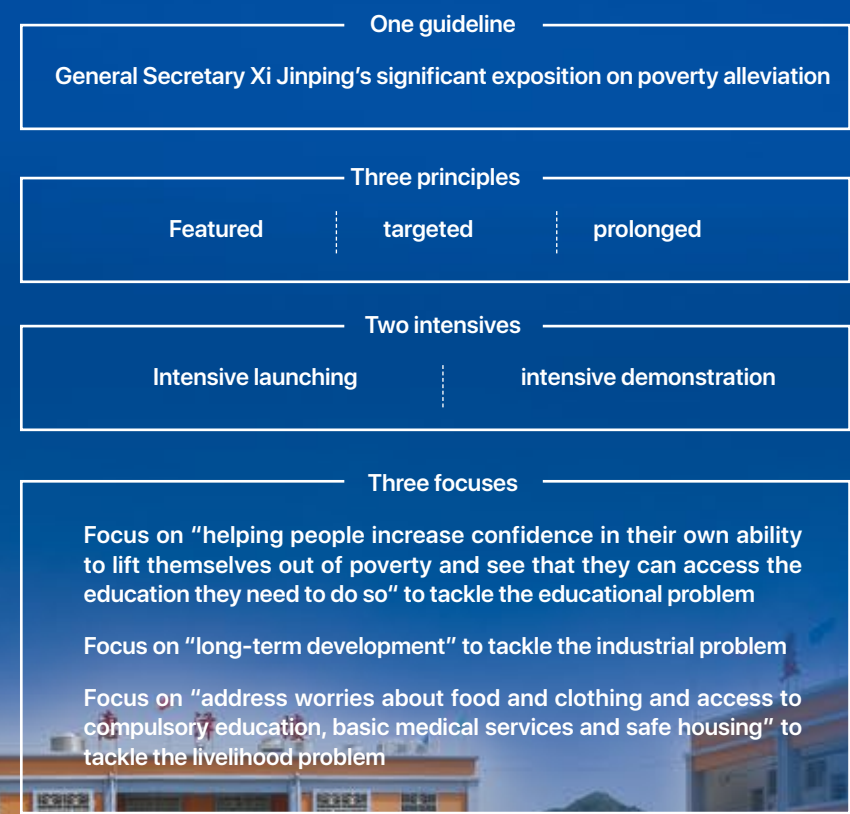 One guideline
General Secretary Xi Jinping’s significant exposition on poverty alleviation
Three principles
Featured targeted prolonged
Two intensives
Intensive launching intensive demonstration
Three focuses
Focus on “helping people increase confidence in their own ability
to lift themselves out of poverty and see that they can access the
education they need to do so” to tackle the educational problem
Focus on “long-term development” to tackle the industrial problem
Focus on “address worries about food and clothing and access to
compulsory education, basic medical services and safe housing” to
tackle the livelihood problem